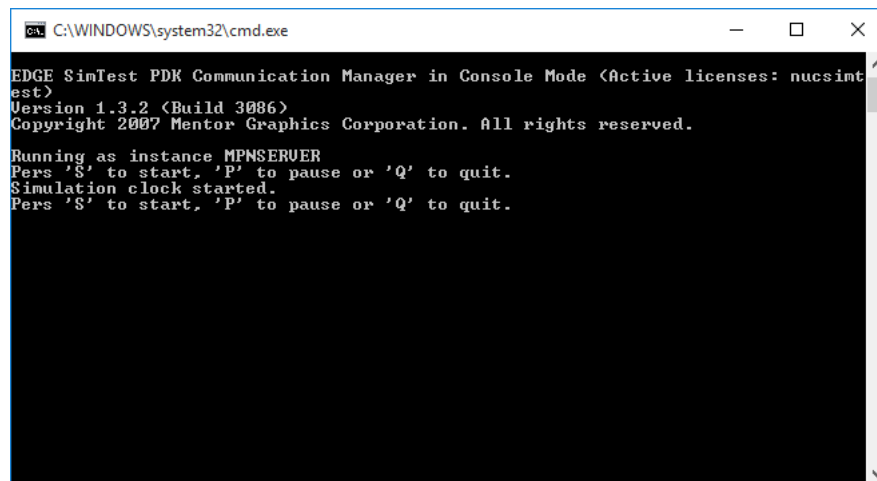 C:\WINDOWS\system32\cmd.exe
EDGE SimTest PDK Communication Manager in Console Mode (Active licenses: nucsimt
est)
Version 1.3.2 (Build 3086)
Copyright 2007 Mentor Graphics Corporation. All rights reserved.
Running as instance MPNSERVER
Pers 'S' to start, 'P' to pause or 'Q' to quit.
Simulation clock started.
Pers 'S' to start, 'P' to pause or 'Q' to quit.